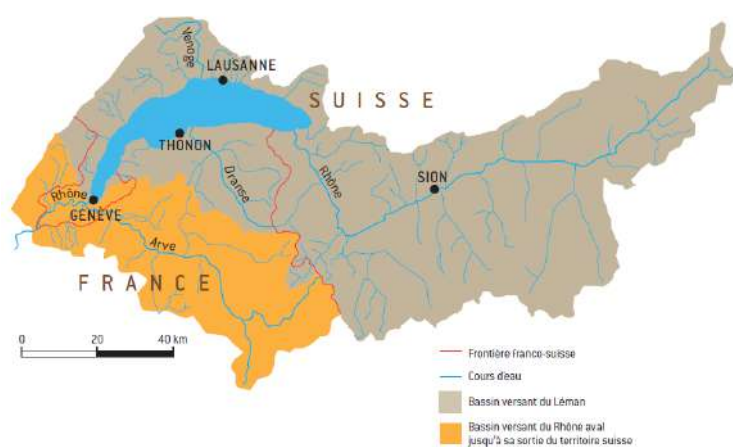 Venoge
LAUSANNE
SUISSE
THONON
Dranse
Rhône
SION
Rhône
GENÈVE
Arve
FRANCE
0 20 40 km
Frontière franco-suisse
Cours d'eau
Bassin versant du Léman
Bassin versant du Rhône aval
jusqu'à sa sortie du territoire suisse